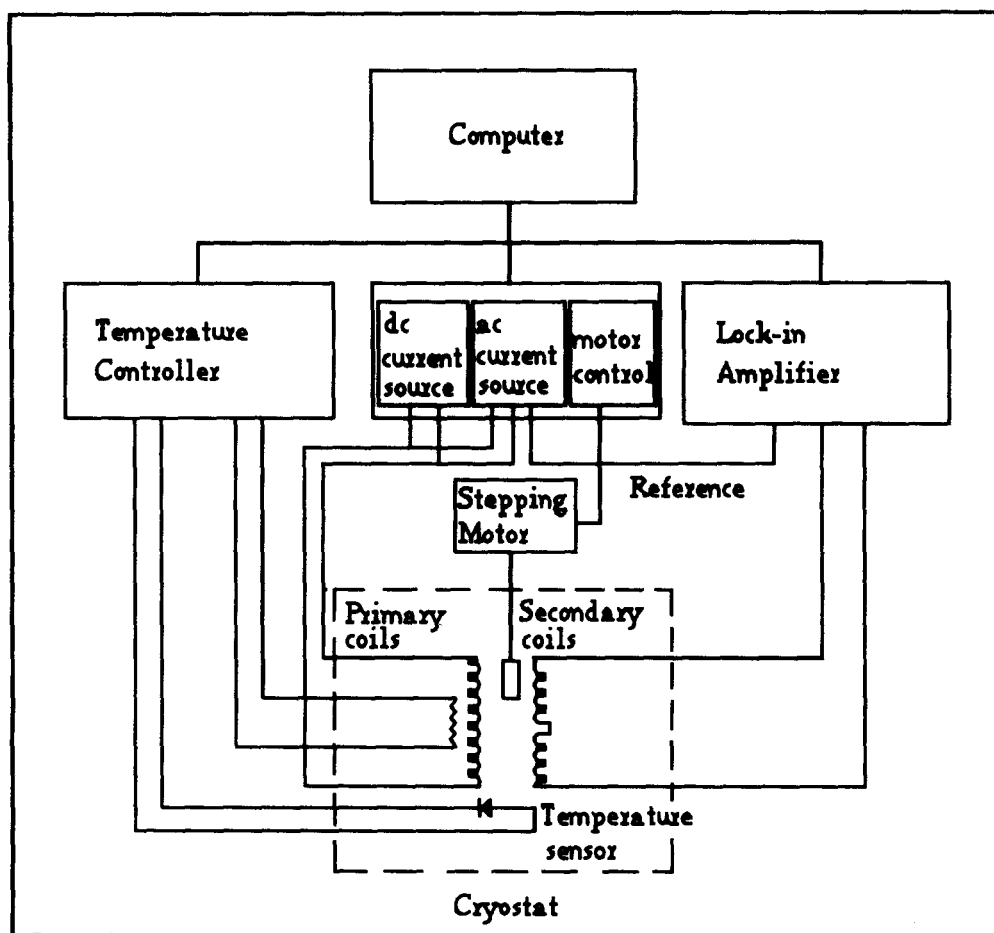 Computer
Temperature
Controller
dc
current
source
ac
current
source
motor
control
Lock-in
Amplifier
Reference
Stepping
Motor
Primary
coils
Secondary
coils
Temperature
sensor
Cryostat